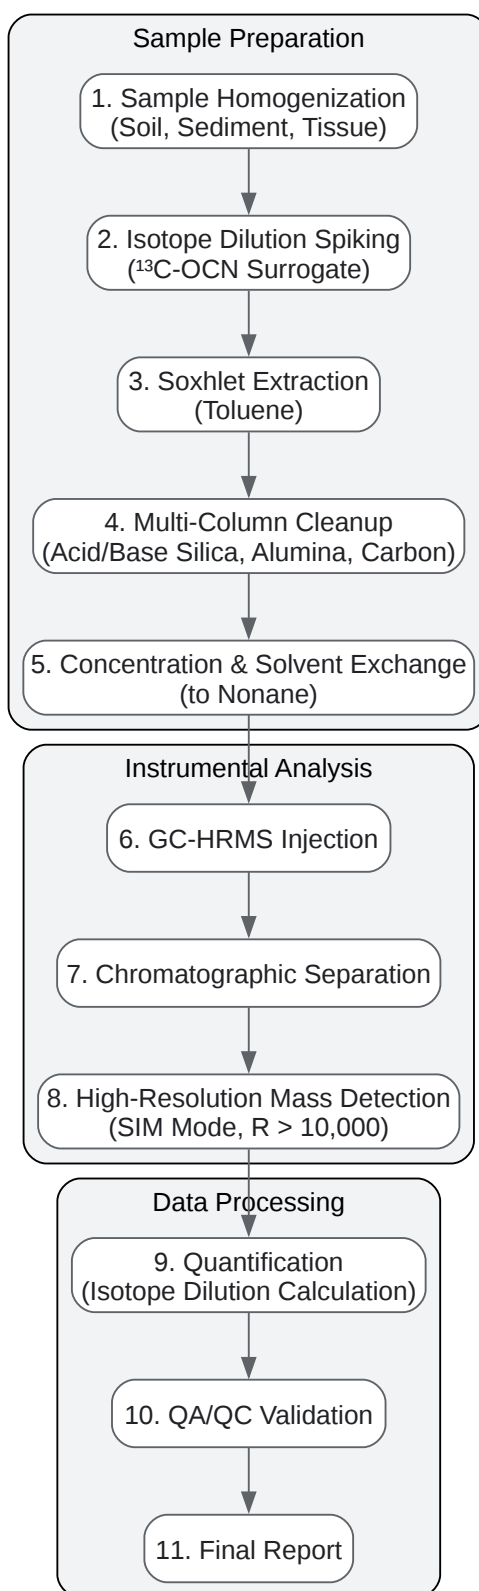 Sample Preparation
1. Sample Homogenization
(Soil, Sediment, Tissue)
2. Isotope Dilution Spiking
(¹³C-OCN Surrogate)
3. Soxhlet Extraction
(Toluene)
4. Multi-Column Cleanup
(Acid/Base Silica, Alumina, Carbon)
5. Concentration & Solvent Exchange
(to Nonane)
Instrumental Analysis
6. GC-HRMS Injection
7. Chromatographic Separation
8. High-Resolution Mass Detection
(SIM Mode, R > 10,000)
Data Processing
9. Quantification
(Isotope Dilution Calculation)
10. QA/QC Validation
11. Final Report